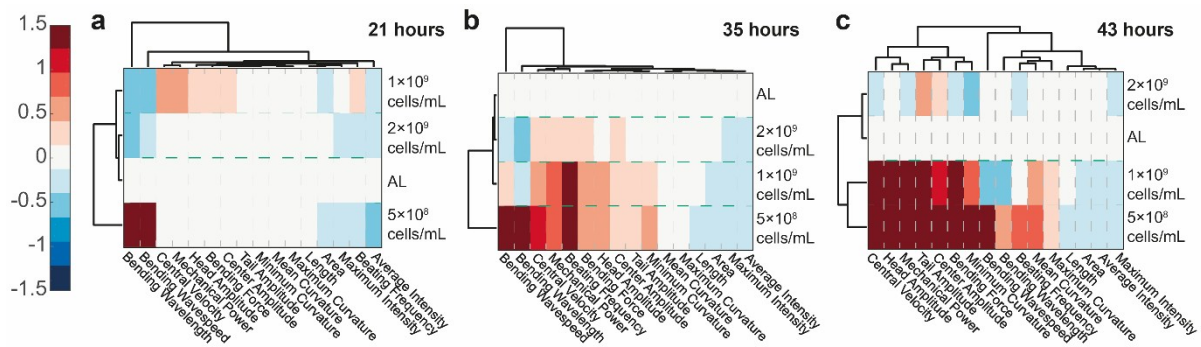 1.5
1
0.5
0
-0.5
-1
-1.5
a
21 hours
1×10⁹
cells/mL
2×10⁹
cells/mL
AL
5×10⁸
cells/mL
Bending Wavelength
Bending Wavespeed
Central Velocity
Mechanical Power
Head Amplitude
Bending Force
Center Amplitude
Tail Amplitude
Minimum Curvature
Mean Curvature
Maximum Curvature
Length
Area
Maximum Intensity
Beating Frequency
Average Intensity
b
35 hours
AL
2×10⁹
cells/mL
1×10⁹
cells/mL
5×10⁸
cells/mL
Bending Wavespeed
Bending Wavelength
Central Velocity
Mechanical Power
Beating Frequency
Bending Force
Head Amplitude
Center Amplitude
Tail Amplitude
Minimum Curvature
Mean Curvature
Maximum Curvature
Length
Area
Maximum Intensity
Average Intensity
c
43 hours
2×10⁹
cells/mL
AL
1×10⁹
cells/mL
5×10⁸
cells/mL
Central Velocity
Head Amplitude
Mechanical Power
Tail Amplitude
Center Amplitude
Bending Force
Minimum Curvature
Bending Wavespeed
Bending Wavelength
Beating Frequency
Mean Curvature
Maximum Curvature
Length
Area
Average Intensity
Maximum Intensity